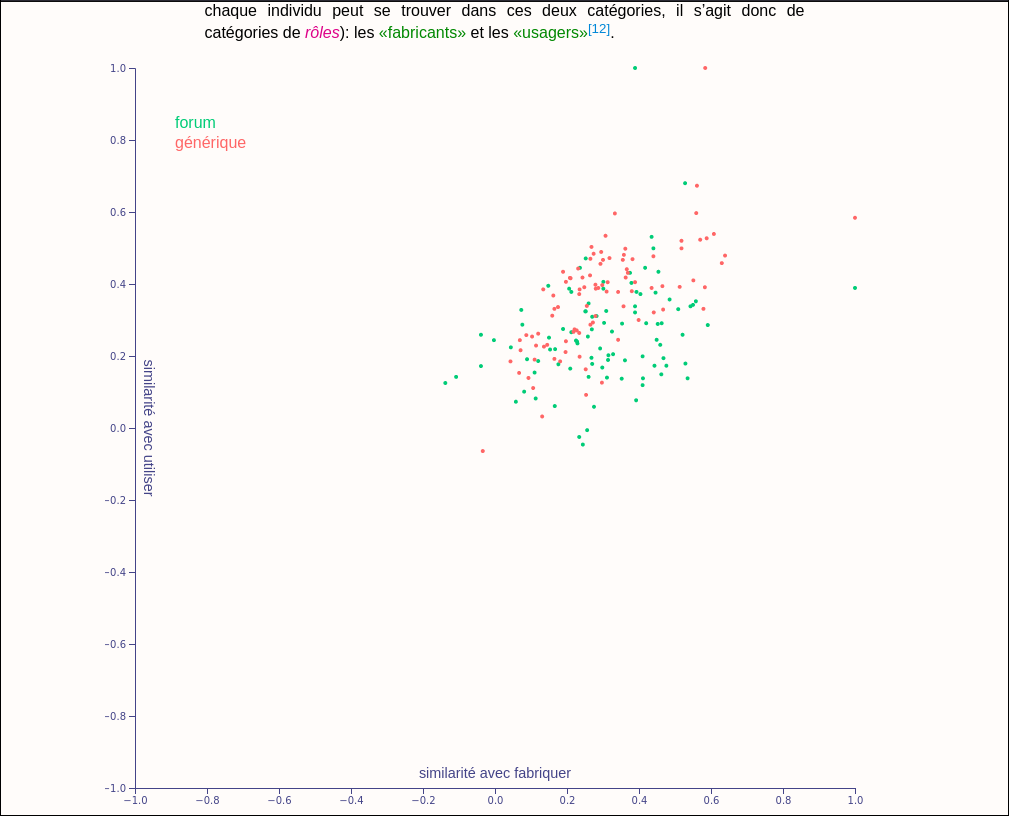 chaque individu peut se trouver dans ces deux catégories, il s’agit donc de
catégories de rôles): les «fabricants» et les «usagers»[12].
1.0
forum
générique
0.8
0.6
0.4
0.2
0.0
−0.2
−0.4
−0.6
−0.8
−1.0
similarité avec utiliser
similarité avec fabriquer
−1.0 −0.8 −0.6 −0.4 −0.2 0.0 0.2 0.4 0.6 0.8 1.0